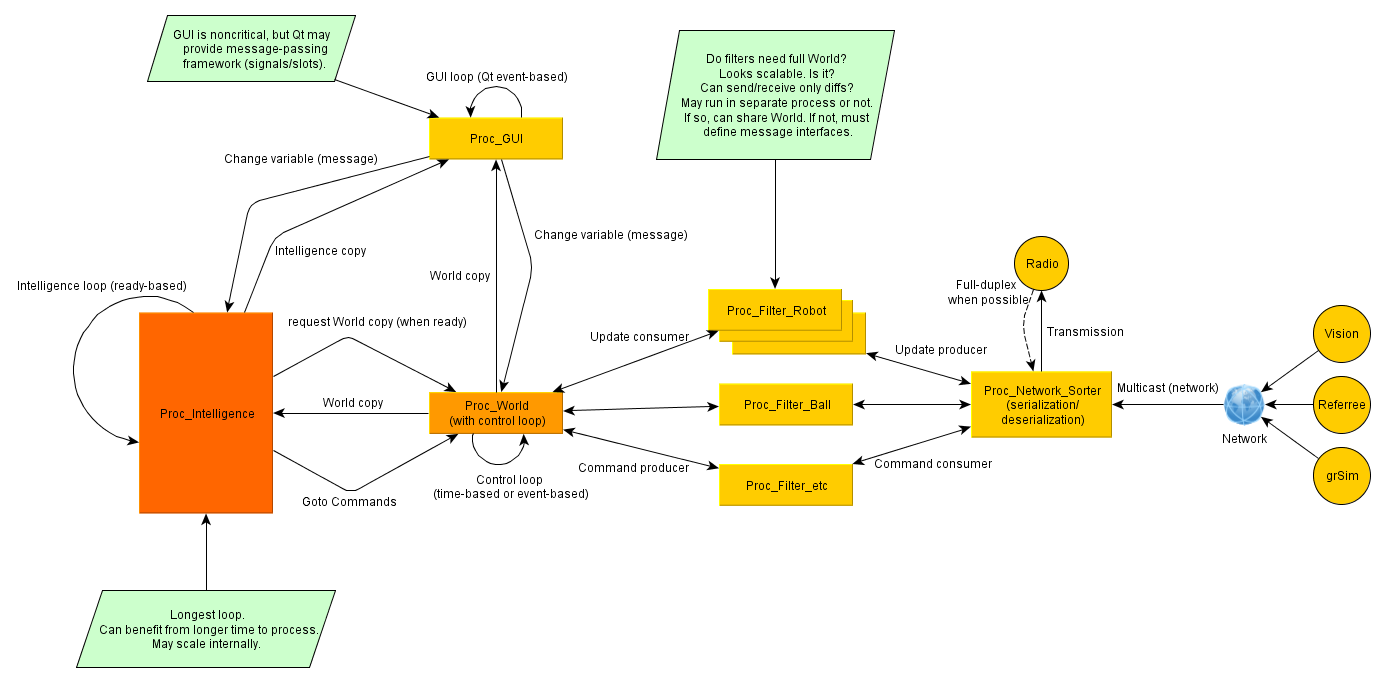 GUI is noncritical, but Qt may
provide message-passing
framework (signals/slots).
Do filters need full World?
Looks scalable. Is it?
Can send/receive only diffs?
May run in separate process or not.
If so, can share World. If not, must
define message interfaces.
GUI loop (Qt event-based)
Proc_GUI
Change variable (message)
Intelligence copy
Change variable (message)
World copy
Intelligence loop (ready-based)
request World copy (when ready)
Proc_Intelligence
World copy
Goto Commands
Proc_World
(with control loop)
Control loop
(time-based or event-based)
Update consumer
Command producer
Proc_Filter_Robot
Proc_Filter_Ball
Proc_Filter_etc
Update producer
Command consumer
Radio
Full-duplex
when possible
Transmission
Proc_Network_Sorter
(serialization/
deserialization)
Multicast (network)
Network
Vision
Referree
grSim
Longest loop.
Can benefit from longer time to process.
May scale internally.